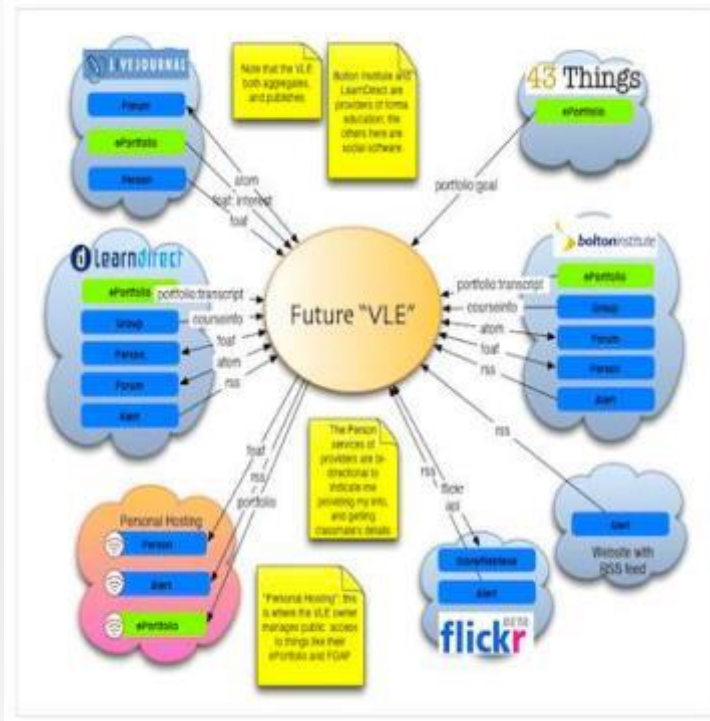 LIVEJOURNAL
Forum
ePortfolio
Person
Note that the VLE
both aggregates,
and publishes
Bolton Institute and
LearnDirect are
providers of formal
education; the
others here are
social software
43 Things
ePortfolio
portfolio:goal
atom
foaf: interest
foaf
learndirect
ePortfolio
Group
Person
Forum
Alert
portfolio:transcript
courseinfo
foaf
atom
rss
Future "VLE"
boltoninstitute
ePortfolio
Group
Forum
Person
Alert
portfolio:transcript
courseinfo
atom
foaf
rss
foaf
rss
portfolio
The Person
services of
providers are bi-
directional to
indicate me
providing my info,
and getting
classmate's details
rss
flickr
api
rss
Personal Hosting
Person
Alert
ePortfolio
"Personal Hosting": this
is where the VLE owner
manages public access
to things like their
ePortfolio and FOAF
Alert
flickr
Alert
Website with
RSS feed